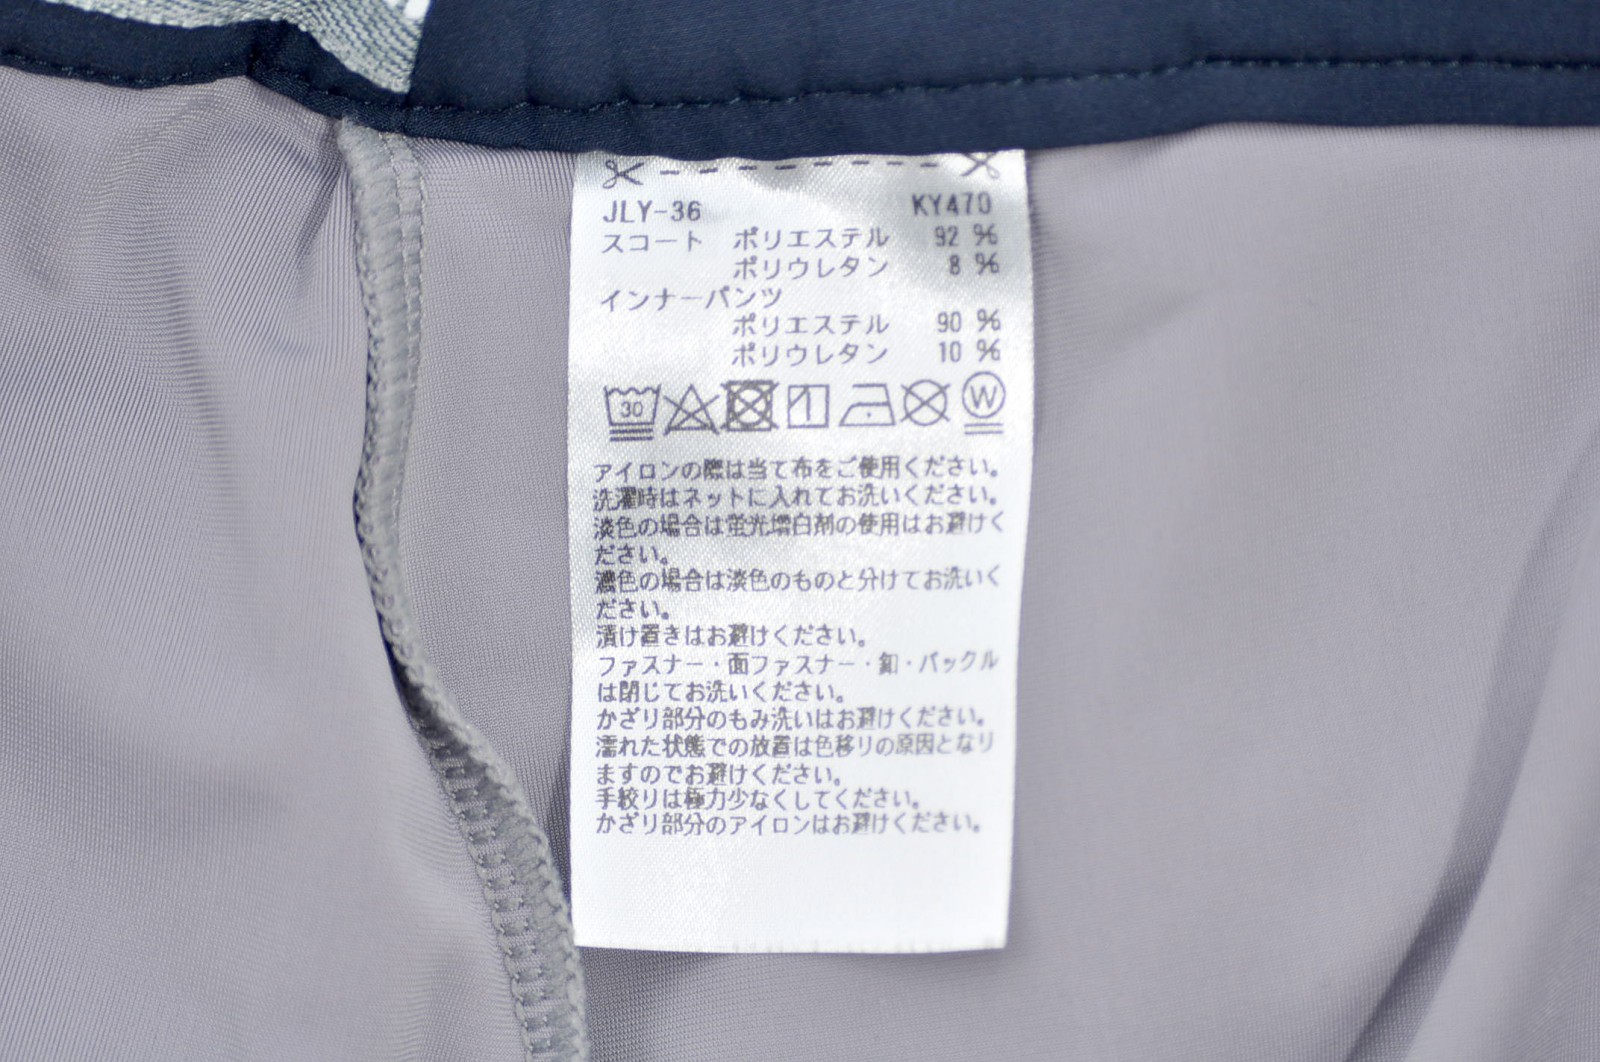 JLY-36 KY470
スコート ポリエステル 92 %
ポリウレタン 8 %
インナーパンツ
ポリエステル 90 %
ポリウレタン 10 %
30 W
アイロンの際は当て布をご使用ください。
洗濯時はネットに入れてお洗いください。
淡色の場合は蛍光増白剤の使用はお避けく
ださい。
濃色の場合は淡色のものと分けてお洗いく
ださい。
漬け置きはお避けください。
ファスナー・面ファスナー・釦・バックル
は閉じてお洗いください。
かざり部分のもみ洗いはお避けください。
濡れた状態での放置は色移りの原因となり
ますのでお避けください。
手絞りは極力少なくしてください。
かざり部分のアイロンはお避けください。